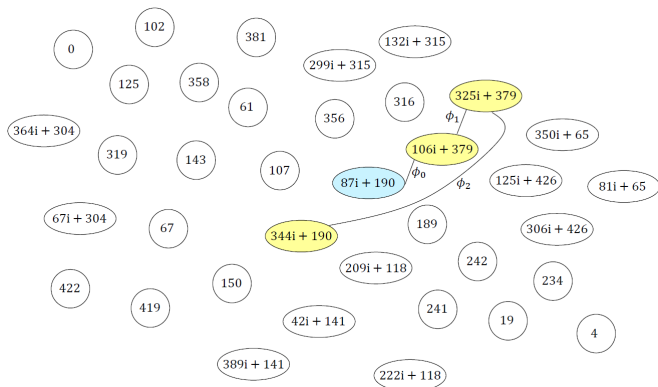 102
381
0
132i + 315
299i + 315
125
358
325i + 379
61
316
356
ϕ₁
364i + 304
350i + 65
106i + 379
319
143
107
ϕ₀
87i + 190
ϕ₂
125i + 426
81i + 65
67i + 304
67
189
306i + 426
344i + 190
242
209i + 118
150
234
422
419
241
42i + 141
19
4
389i + 141
222i + 118